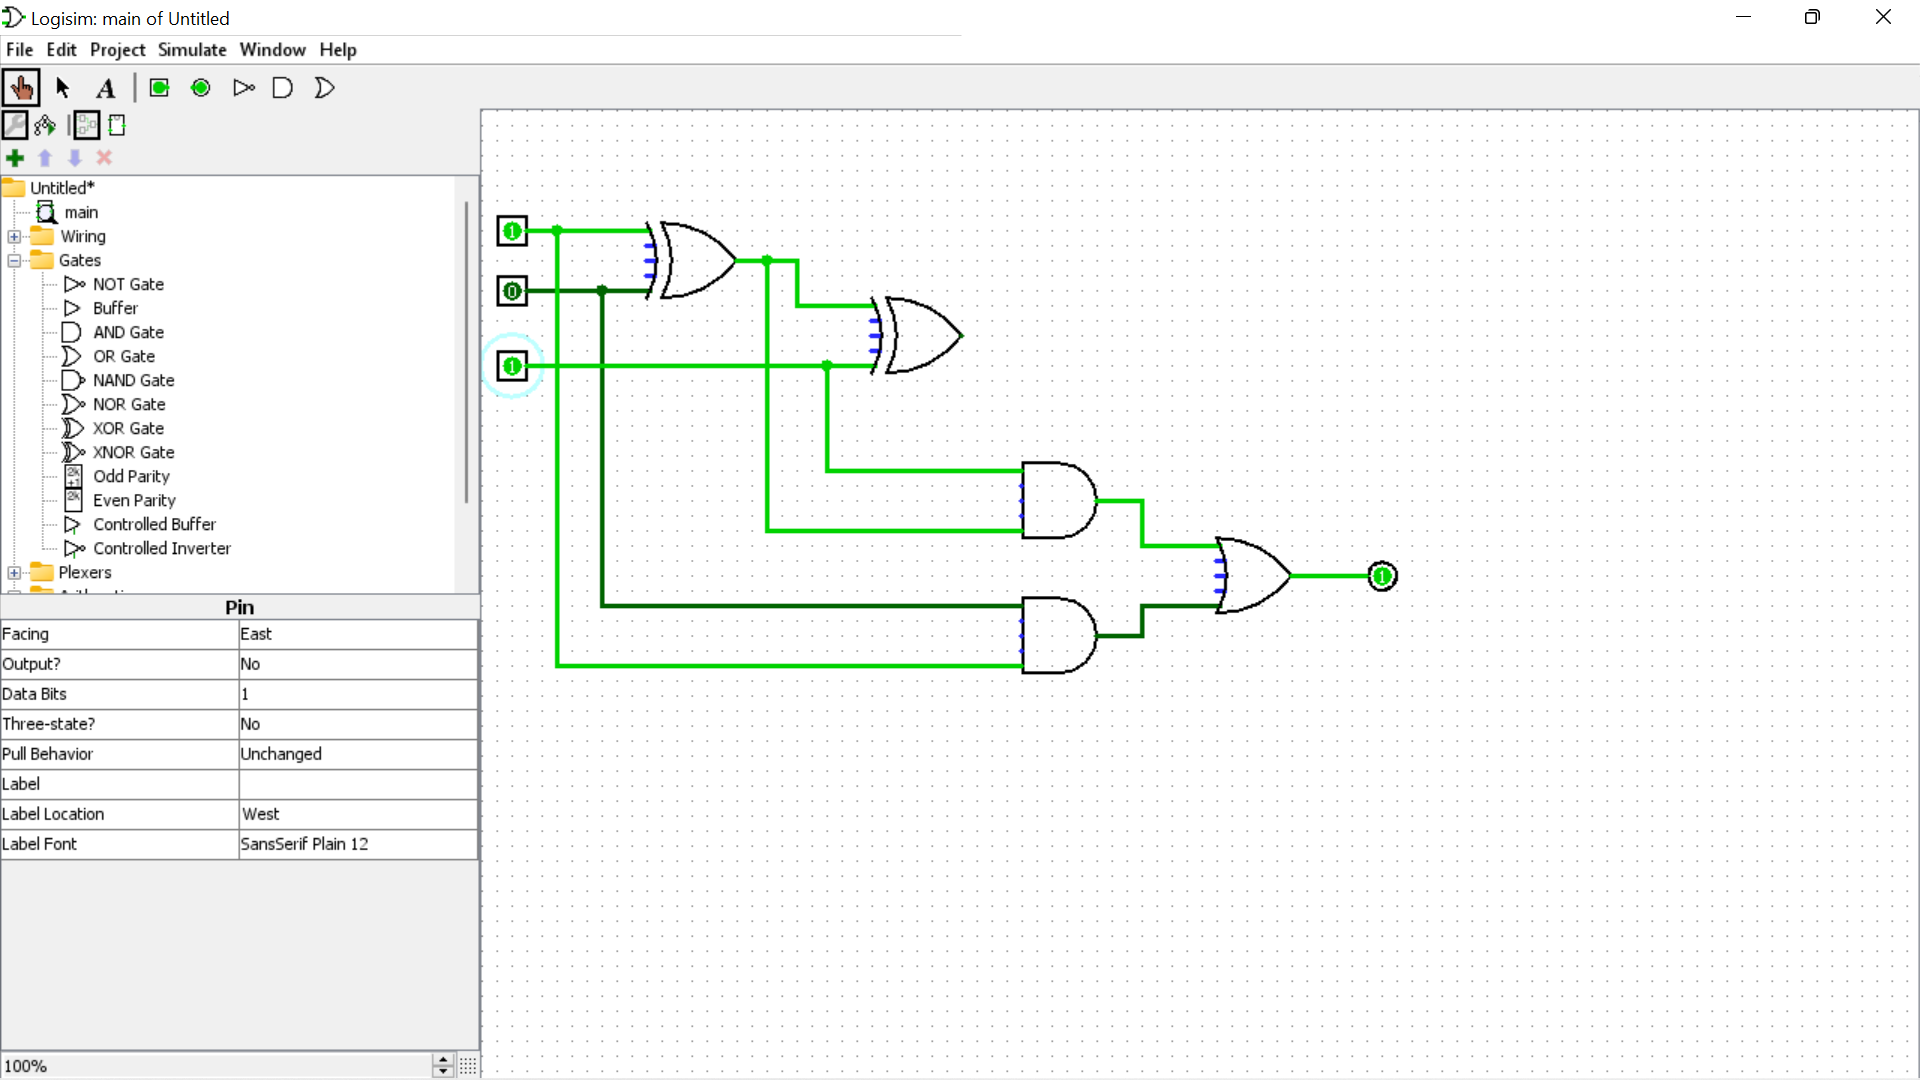 Logisim: main of Untitled
File Edit Project Simulate Window Help
A
Untitled*
main
Wiring
Gates
NOT Gate
Buffer
AND Gate
OR Gate
NAND Gate
NOR Gate
XOR Gate
XNOR Gate
2k
+1
Odd Parity
2k
Even Parity
Controlled Buffer
Controlled Inverter
Plexers
Pin
Facing East
Output? No
Data Bits 1
Three-state? No
Pull Behavior Unchanged
Label
Label Location West
Label Font SansSerif Plain 12
100%
1
0
1
1